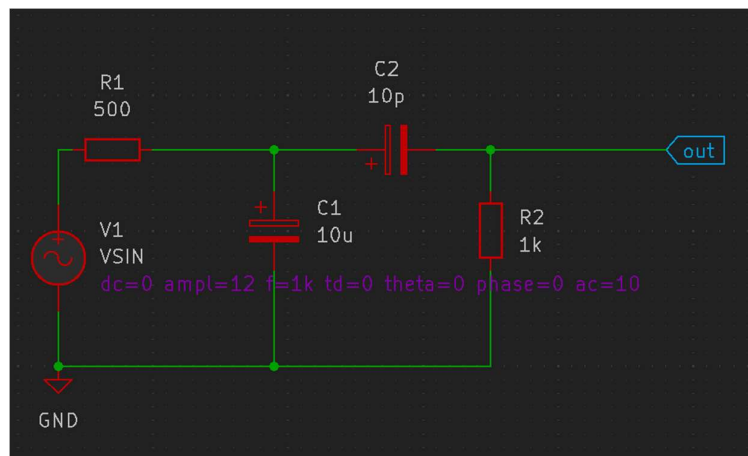 C2
10p
R1
500
out
C1
10u
R2
1k
V1
VSIN
dc=0 ampl=12 f=1k td=0 theta=0 phase=0 ac=10
GND